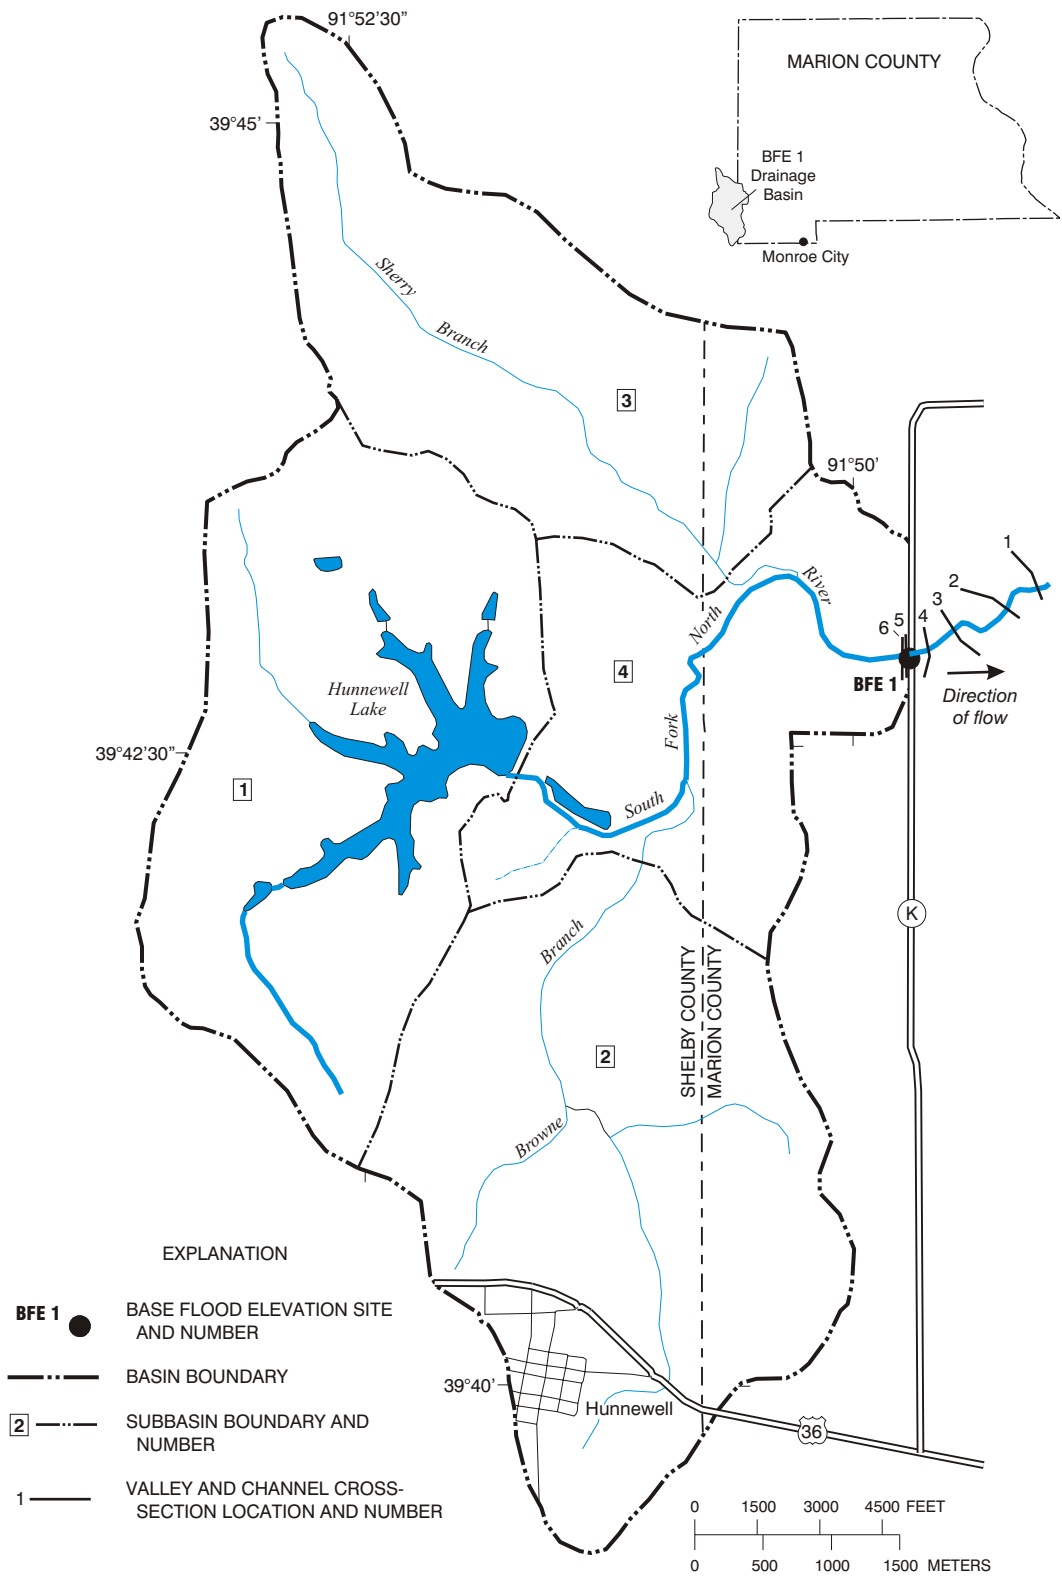 91°52'30"
MARION COUNTY
39°45'
BFE 1
Drainage
Basin
Monroe City
Sherry
Branch
3
91°50'
1
2
3
4
5
6
River
North
4
BFE 1
Direction
of flow
Hunnewell
Lake
Fork
39°42'30"
1
South
K
Branch
SHELBY COUNTY
MARION COUNTY
2
Browne
EXPLANATION
BFE 1
BASE FLOOD ELEVATION SITE
AND NUMBER
BASIN BOUNDARY
39°40'
Hunnewell
36
2
SUBBASIN BOUNDARY AND
NUMBER
1
VALLEY AND CHANNEL CROSS-
SECTION LOCATION AND NUMBER
0 1500 3000 4500 FEET
0 500 1000 1500 METERS